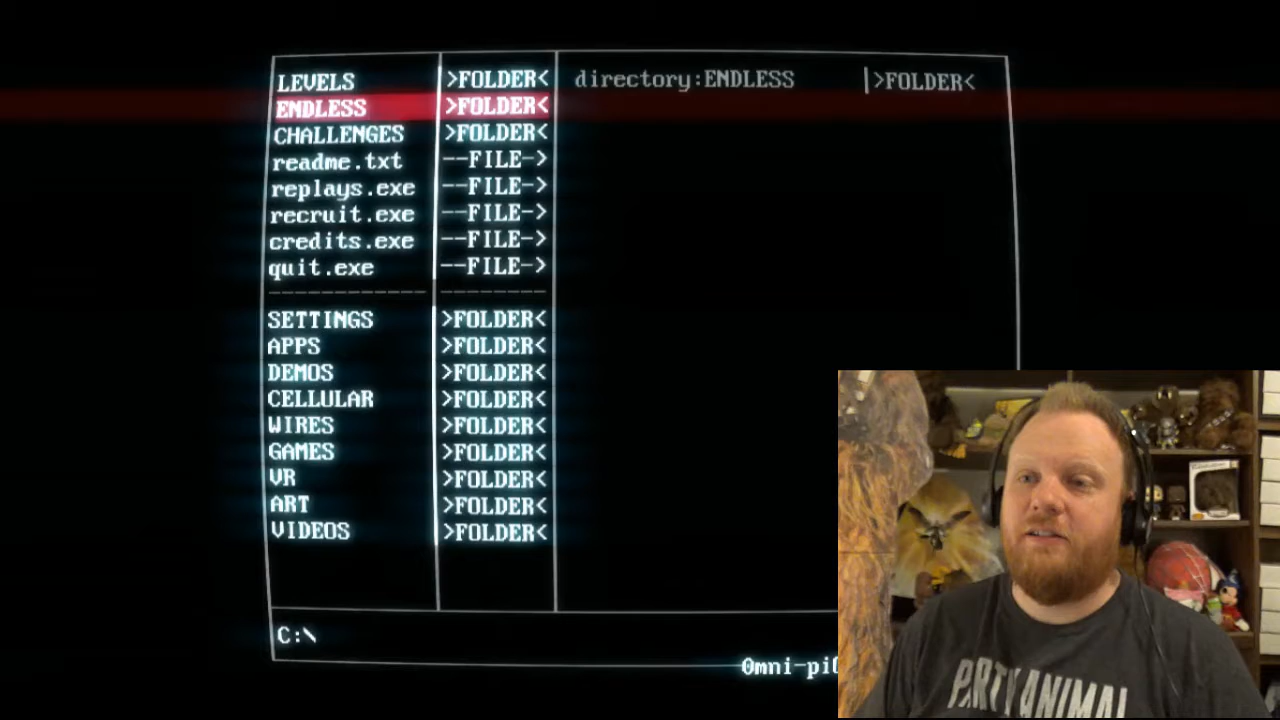 LEVELS >FOLDER< directory:ENDLESS |>FOLDER<
ENDLESS >FOLDER<
CHALLENGES >FOLDER<
readme.txt --FILE->
replays.exe --FILE->
recruit.exe --FILE->
credits.exe --FILE->
quit.exe --FILE->
------------ --------
SETTINGS >FOLDER<
APPS >FOLDER<
DEMOS >FOLDER<
CELLULAR >FOLDER<
WIRES >FOLDER<
GAMES >FOLDER<
VR >FOLDER<
ART >FOLDER<
VIDEOS >FOLDER<
C:\
PARTY ANIMAL